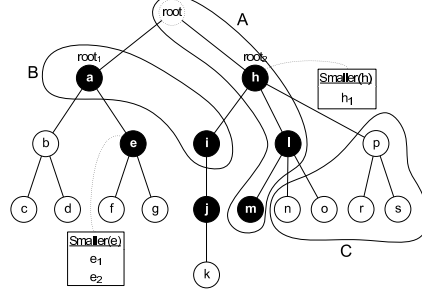 root
A
root₁
root₂
B
a
h
Smaller(h)
h₁
b
e
i
l
p
c
d
f
g
j
m
n
o
r
s
Smaller(e)
e₁
e₂
k
C